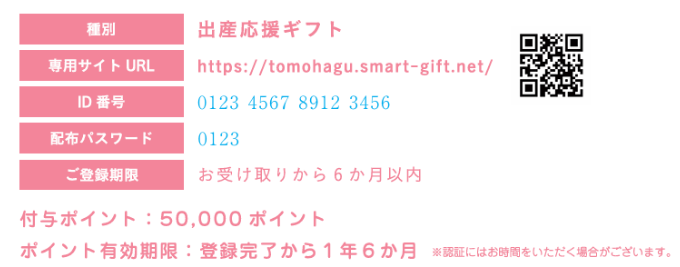 種別 出産応援ギフト
専用サイト URL https://tomohagu.smart-gift.net/
ID 番号 0123 4567 8912 3456
配布パスワード 0123
ご登録期限 お受け取りから 6 か月以内
付与ポイント：50,000 ポイント
ポイント有効期限：登録完了から 1 年 6 か月 ※認証にはお時間をいただく場合がございます。